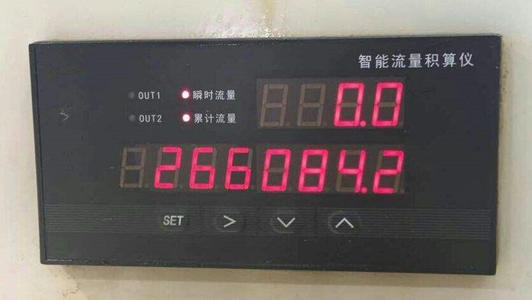 智能流量积算仪
OUT1 瞬时流量 0.0
OUT2 累计流量
266084.2
SET > ∨ ∧